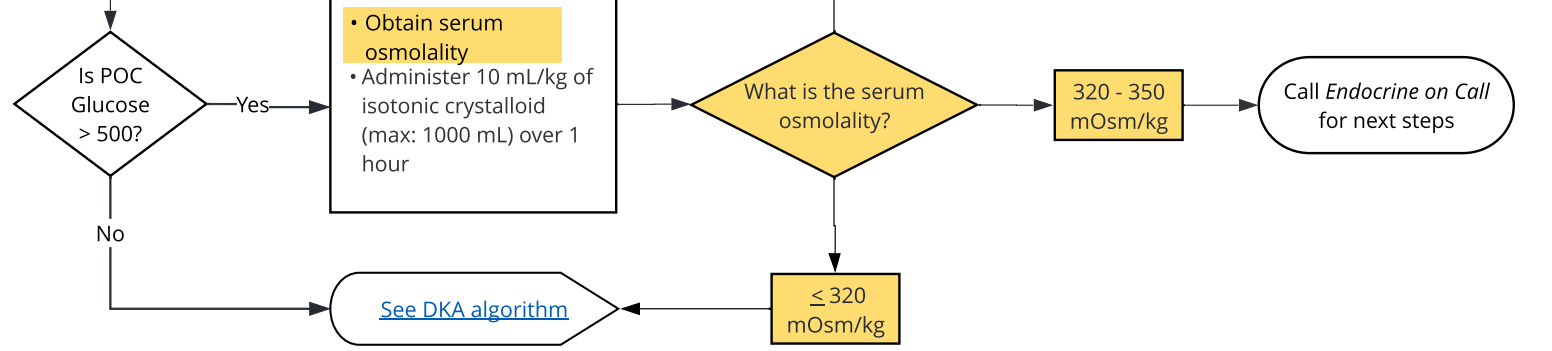 • Obtain serum
osmolality
• Administer 10 mL/kg of
isotonic crystalloid
(max: 1000 mL) over 1
hour
Is POC
Glucose
> 500?
Yes
What is the serum
osmolality?
320 - 350
mOsm/kg
Call Endocrine on Call
for next steps
No
See DKA algorithm
≤ 320
mOsm/kg